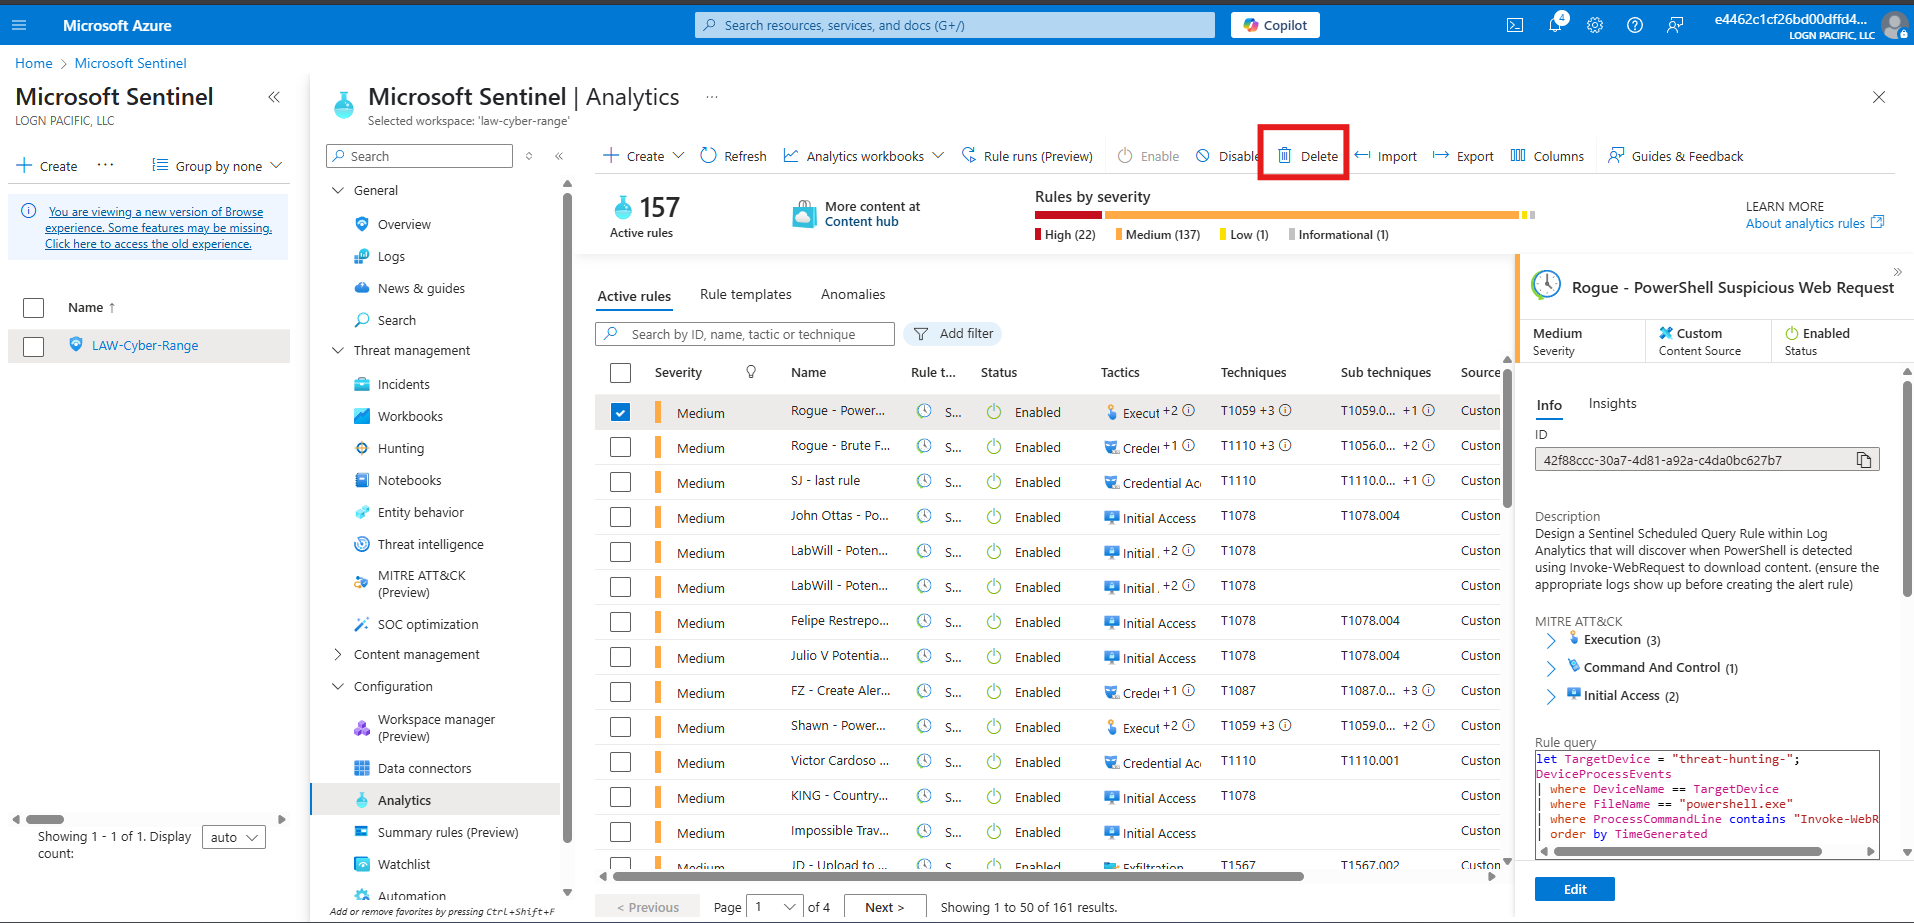 Microsoft Azure
Search resources, services, and docs (G+/)
Copilot
4
e4462c1cf26bd00dffd4...
LOGN PACIFIC, LLC
Home > Microsoft Sentinel
Microsoft Sentinel
LOGN PACIFIC, LLC
Create
Group by none
You are viewing a new version of Browse
experience. Some features may be missing.
Click here to access the old experience.
Name ↑
LAW-Cyber-Range
Showing 1 - 1 of 1. Display
count:
auto
Microsoft Sentinel | Analytics
Selected workspace: 'law-cyber-range'
Search
General
Overview
Logs
News & guides
Search
Threat management
Incidents
Workbooks
Hunting
Notebooks
Entity behavior
Threat intelligence
MITRE ATT&CK
(Preview)
SOC optimization
Content management
Configuration
Workspace manager
(Preview)
Data connectors
Analytics
Summary rules (Preview)
Watchlist
Automation
Add or remove favorites by pressing Ctrl+Shift+F
Create
Refresh
Analytics workbooks
Rule runs (Preview)
Enable
Disable
Delete
Import
Export
Columns
Guides & Feedback
157
Active rules
More content at
Content hub
Rules by severity
High (22) Medium (137) Low (1) Informational (1)
LEARN MORE
About analytics rules
Active rules Rule templates Anomalies
Search by ID, name, tactic or technique
Add filter
Severity Name Rule t... Status Tactics Techniques Sub techniques Source
Medium Rogue - Power... S... Enabled Execut +2 T1059 +3 T1059.0... +1 Custom
Medium Rogue - Brute F... S... Enabled Creder +1 T1110 +3 T1056.0... +2 Custom
Medium SJ - last rule S... Enabled Credential Ac T1110 T1110.0... +1 Custom
Medium John Ottas - Po... S... Enabled Initial Access T1078 T1078.004 Custom
Medium LabWill - Poten... S... Enabled Initial . +2 T1078 Custom
Medium LabWill - Poten... S... Enabled Initial . +2 T1078 Custom
Medium Felipe Restrepo... S... Enabled Initial Access T1078 T1078.004 Custom
Medium Julio V Potentia... S... Enabled Initial Access T1078 T1078.004 Custom
Medium FZ - Create Aler... S... Enabled Creder +1 T1087 T1087.0... +3 Custom
Medium Shawn - Power... S... Enabled Execut +2 T1059 +3 T1059.0... +2 Custom
Medium Victor Cardoso ... S... Enabled Credential Ac T1110 T1110.001 Custom
Medium KING - Country... S... Enabled Initial Access T1078 Custom
Medium Impossible Trav... S... Enabled Initial Access Custom
Medium JD - Upload to ... S... Enabled Exfiltration T1567 T1567.002 Custom
< Previous Page 1 of 4 Next > Showing 1 to 50 of 161 results.
Rogue - PowerShell Suspicious Web Request
Medium
Severity
Custom
Content Source
Enabled
Status
Info Insights
ID
42f88ccc-30a7-4d81-a92a-c4da0bc627b7
Description
Design a Sentinel Scheduled Query Rule within Log
Analytics that will discover when PowerShell is detected
using Invoke-WebRequest to download content. (ensure the
appropriate logs show up before creating the alert rule)
MITRE ATT&CK
Execution (3)
Command And Control (1)
Initial Access (2)
Rule query
let TargetDevice = "threat-hunting-";
DeviceProcessEvents
| where DeviceName == TargetDevice
| where FileName == "powershell.exe"
| where ProcessCommandLine contains "Invoke-WebR
| order by TimeGenerated
Edit